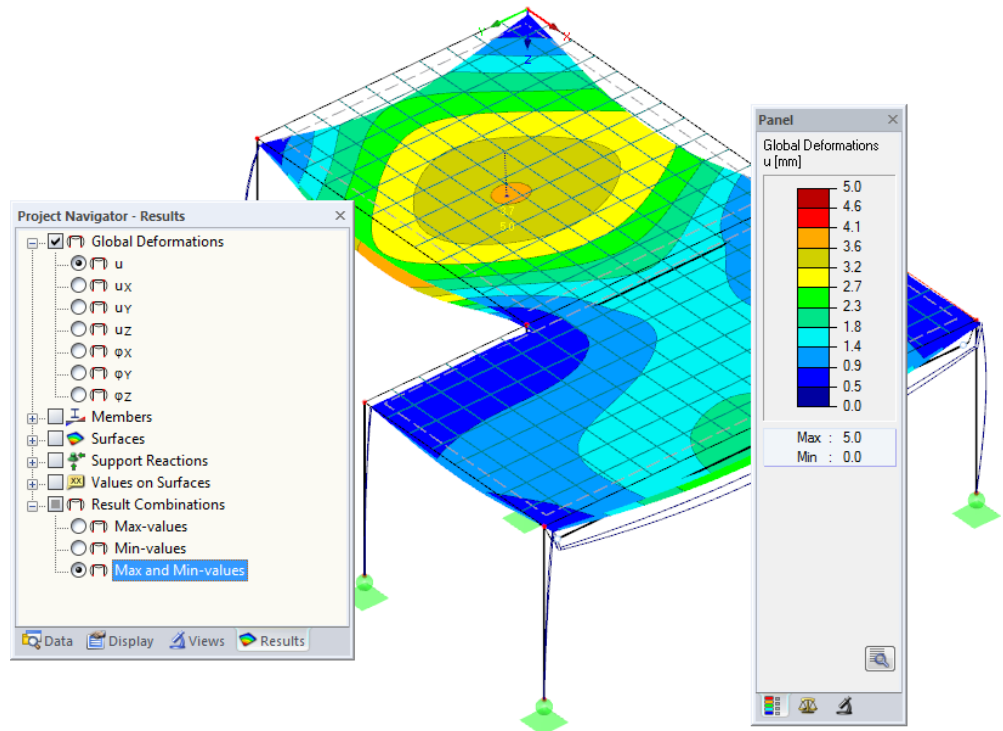 Y
X
Z
Project Navigator - Results
Global Deformations
u
uX
uY
uZ
φX
φY
φZ
Members
Surfaces
Support Reactions
XX
Values on Surfaces
Result Combinations
Max-values
Min-values
Max and Min-values
Data
Display
Views
Results
Panel
Global Deformations
u [mm]
5.0
4.6
4.1
3.6
3.2
2.7
2.3
1.8
1.4
0.9
0.5
0.0
Max : 5.0
Min : 0.0